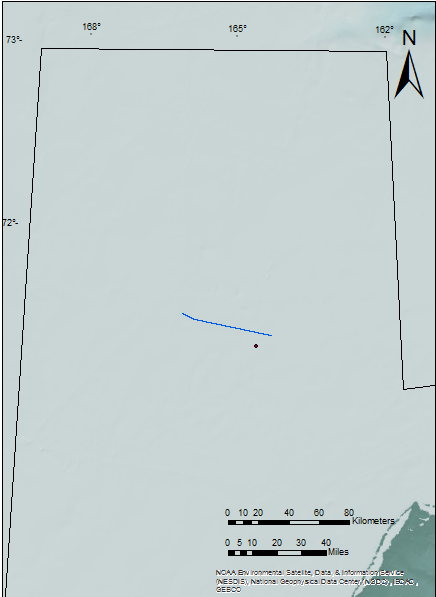 168° 165° 162°
73°-
N
72°-
0 10 20 40 60 80
Kilometers
0 5 10 20 30 40
Miles
NOAA Environmental Satellite, Data, & Information Service
(NESDIS), National Geophysical Data Center
GEBCO